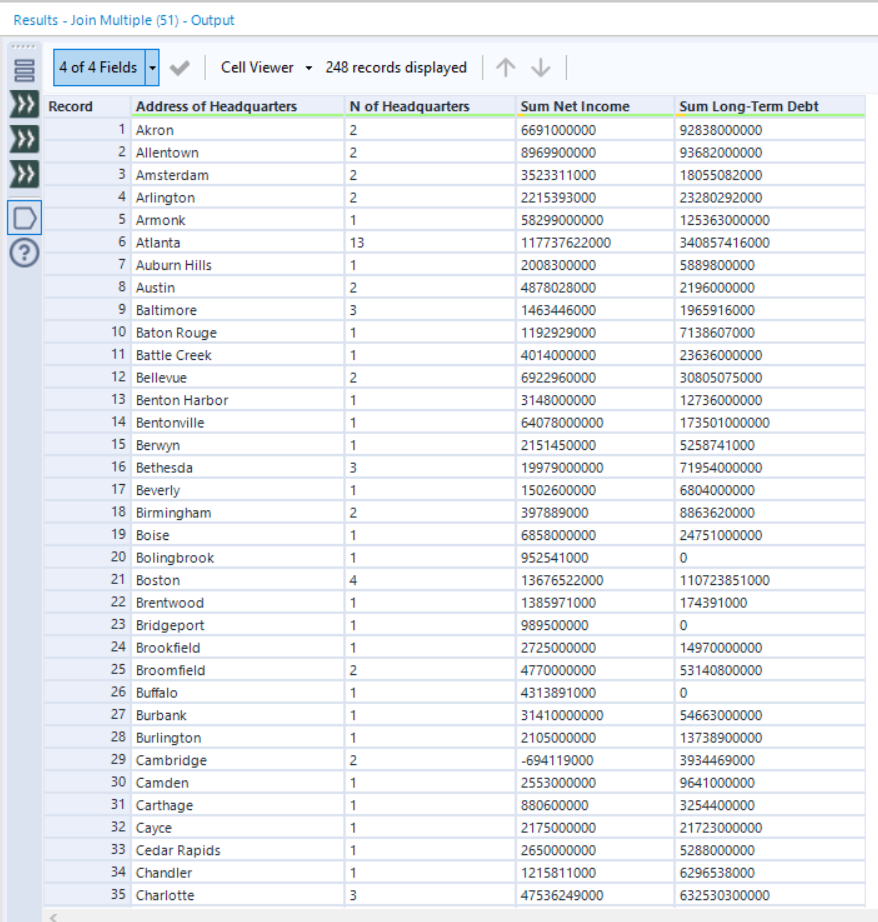 Results - Join Multiple (51) - Output
4 of 4 Fields Cell Viewer 248 records displayed
Record Address of Headquarters N of Headquarters Sum Net Income Sum Long-Term Debt
1 Akron 2 6691000000 92838000000
2 Allentown 2 8969900000 93682000000
3 Amsterdam 2 3523311000 18055082000
4 Arlington 2 2215393000 23280292000
5 Armonk 1 58299000000 125363000000
6 Atlanta 13 117737622000 340857416000
7 Auburn Hills 1 2008300000 5889800000
8 Austin 2 4878028000 2196000000
9 Baltimore 3 1463446000 1965916000
10 Baton Rouge 1 1192929000 7138607000
11 Battle Creek 1 4014000000 23636000000
12 Bellevue 2 6922960000 30805075000
13 Benton Harbor 1 3148000000 12736000000
14 Bentonville 1 64078000000 173501000000
15 Berwyn 1 2151450000 5258741000
16 Bethesda 3 19979000000 71954000000
17 Beverly 1 1502600000 6804000000
18 Birmingham 2 397889000 8863620000
19 Boise 1 6858000000 24751000000
20 Bolingbrook 1 952541000 0
21 Boston 4 13676522000 110723851000
22 Brentwood 1 1385971000 174391000
23 Bridgeport 1 989500000 0
24 Brookfield 1 2725000000 14970000000
25 Broomfield 2 4770000000 53140800000
26 Buffalo 1 4313891000 0
27 Burbank 1 31410000000 54663000000
28 Burlington 1 2105000000 13738900000
29 Cambridge 2 -694119000 3934469000
30 Camden 1 2553000000 9641000000
31 Carthage 1 880600000 3254400000
32 Cayce 1 2175000000 21723000000
33 Cedar Rapids 1 2650000000 5288000000
34 Chandler 1 1215811000 6296538000
35 Charlotte 3 47536249000 632530300000